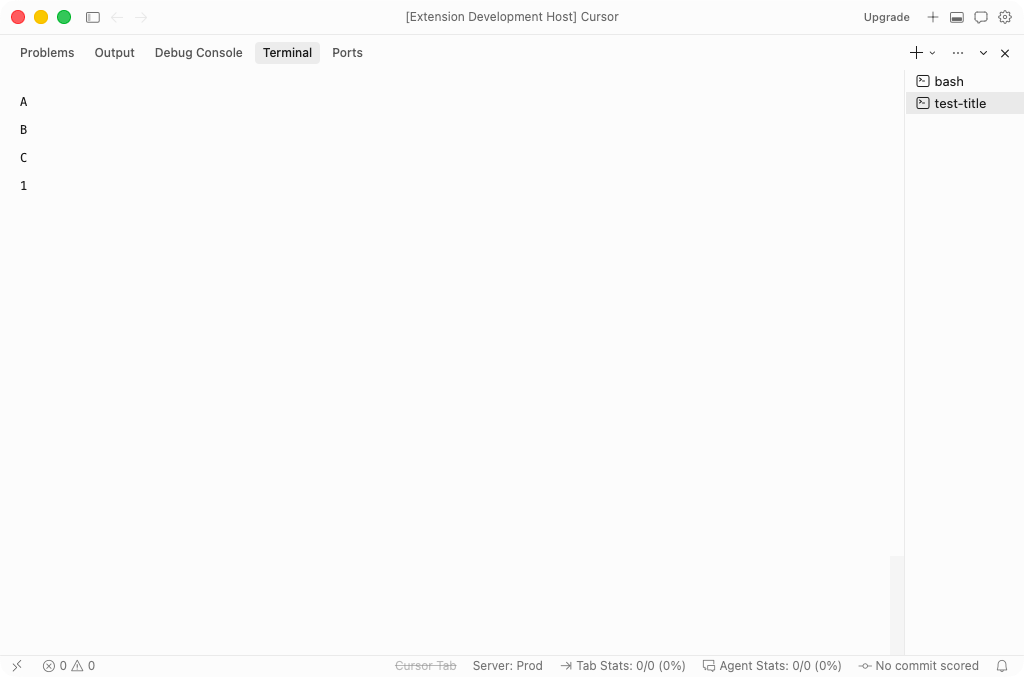 [Extension Development Host] Cursor
Upgrade
Problems Output Debug Console Terminal Ports
A
B
C
1
bash
test-title
0 0 Cursor Tab Server: Prod Tab Stats: 0/0 (0%) Agent Stats: 0/0 (0%) No commit scored